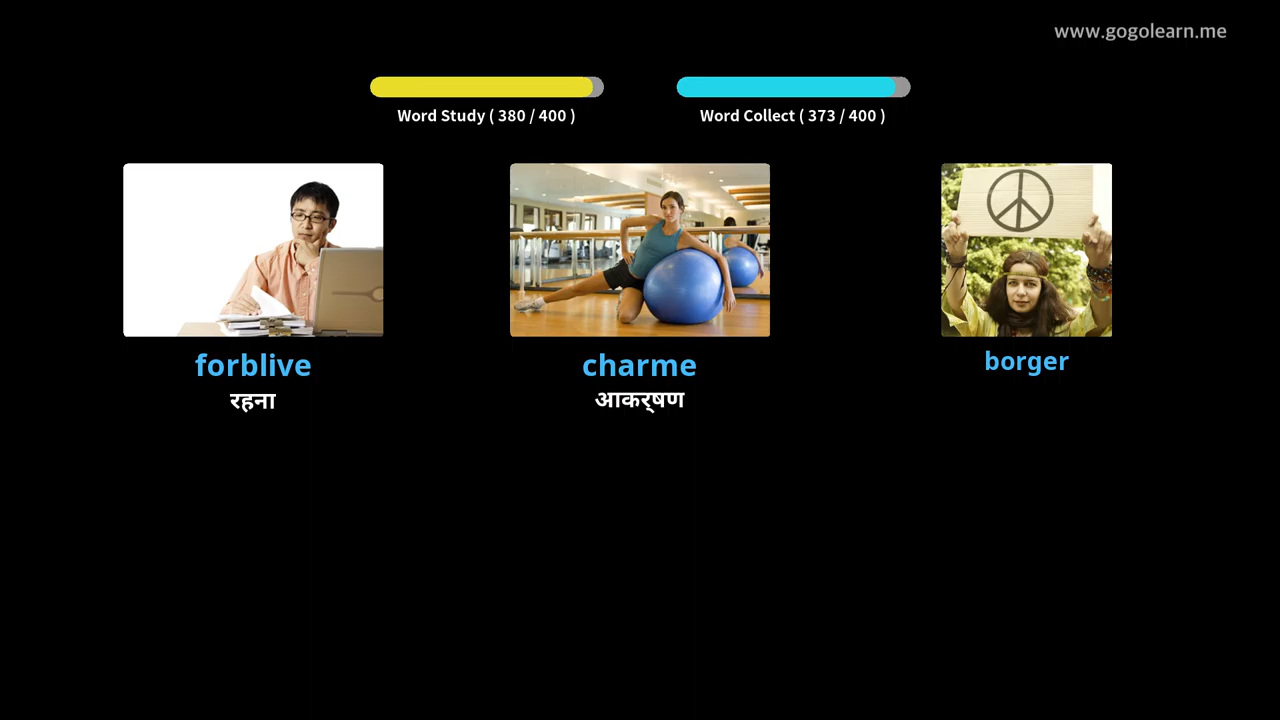 www.gogolearn.me
Word Study ( 380 / 400 )
Word Collect ( 373 / 400 )
forblive
charme
borger
रहना
आकर्षण